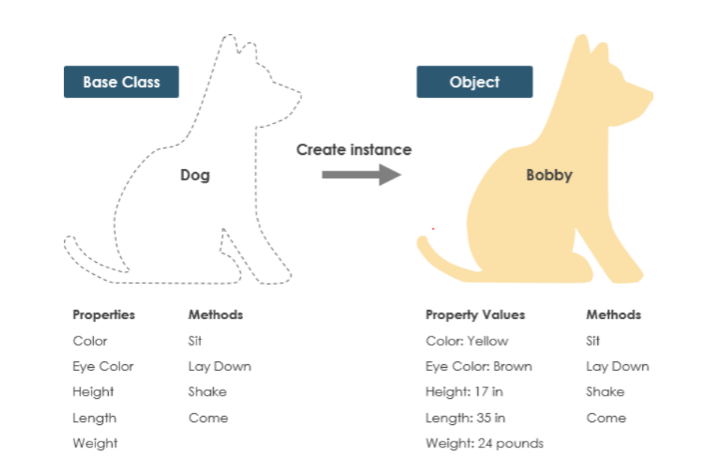 Base Class
Object
Create instance
Dog
Bobby
Properties
Color
Eye Color
Height
Length
Weight
Methods
Sit
Lay Down
Shake
Come
Property Values
Color: Yellow
Eye Color: Brown
Height: 17 in
Length: 35 in
Weight: 24 pounds
Methods
Sit
Lay Down
Shake
Come